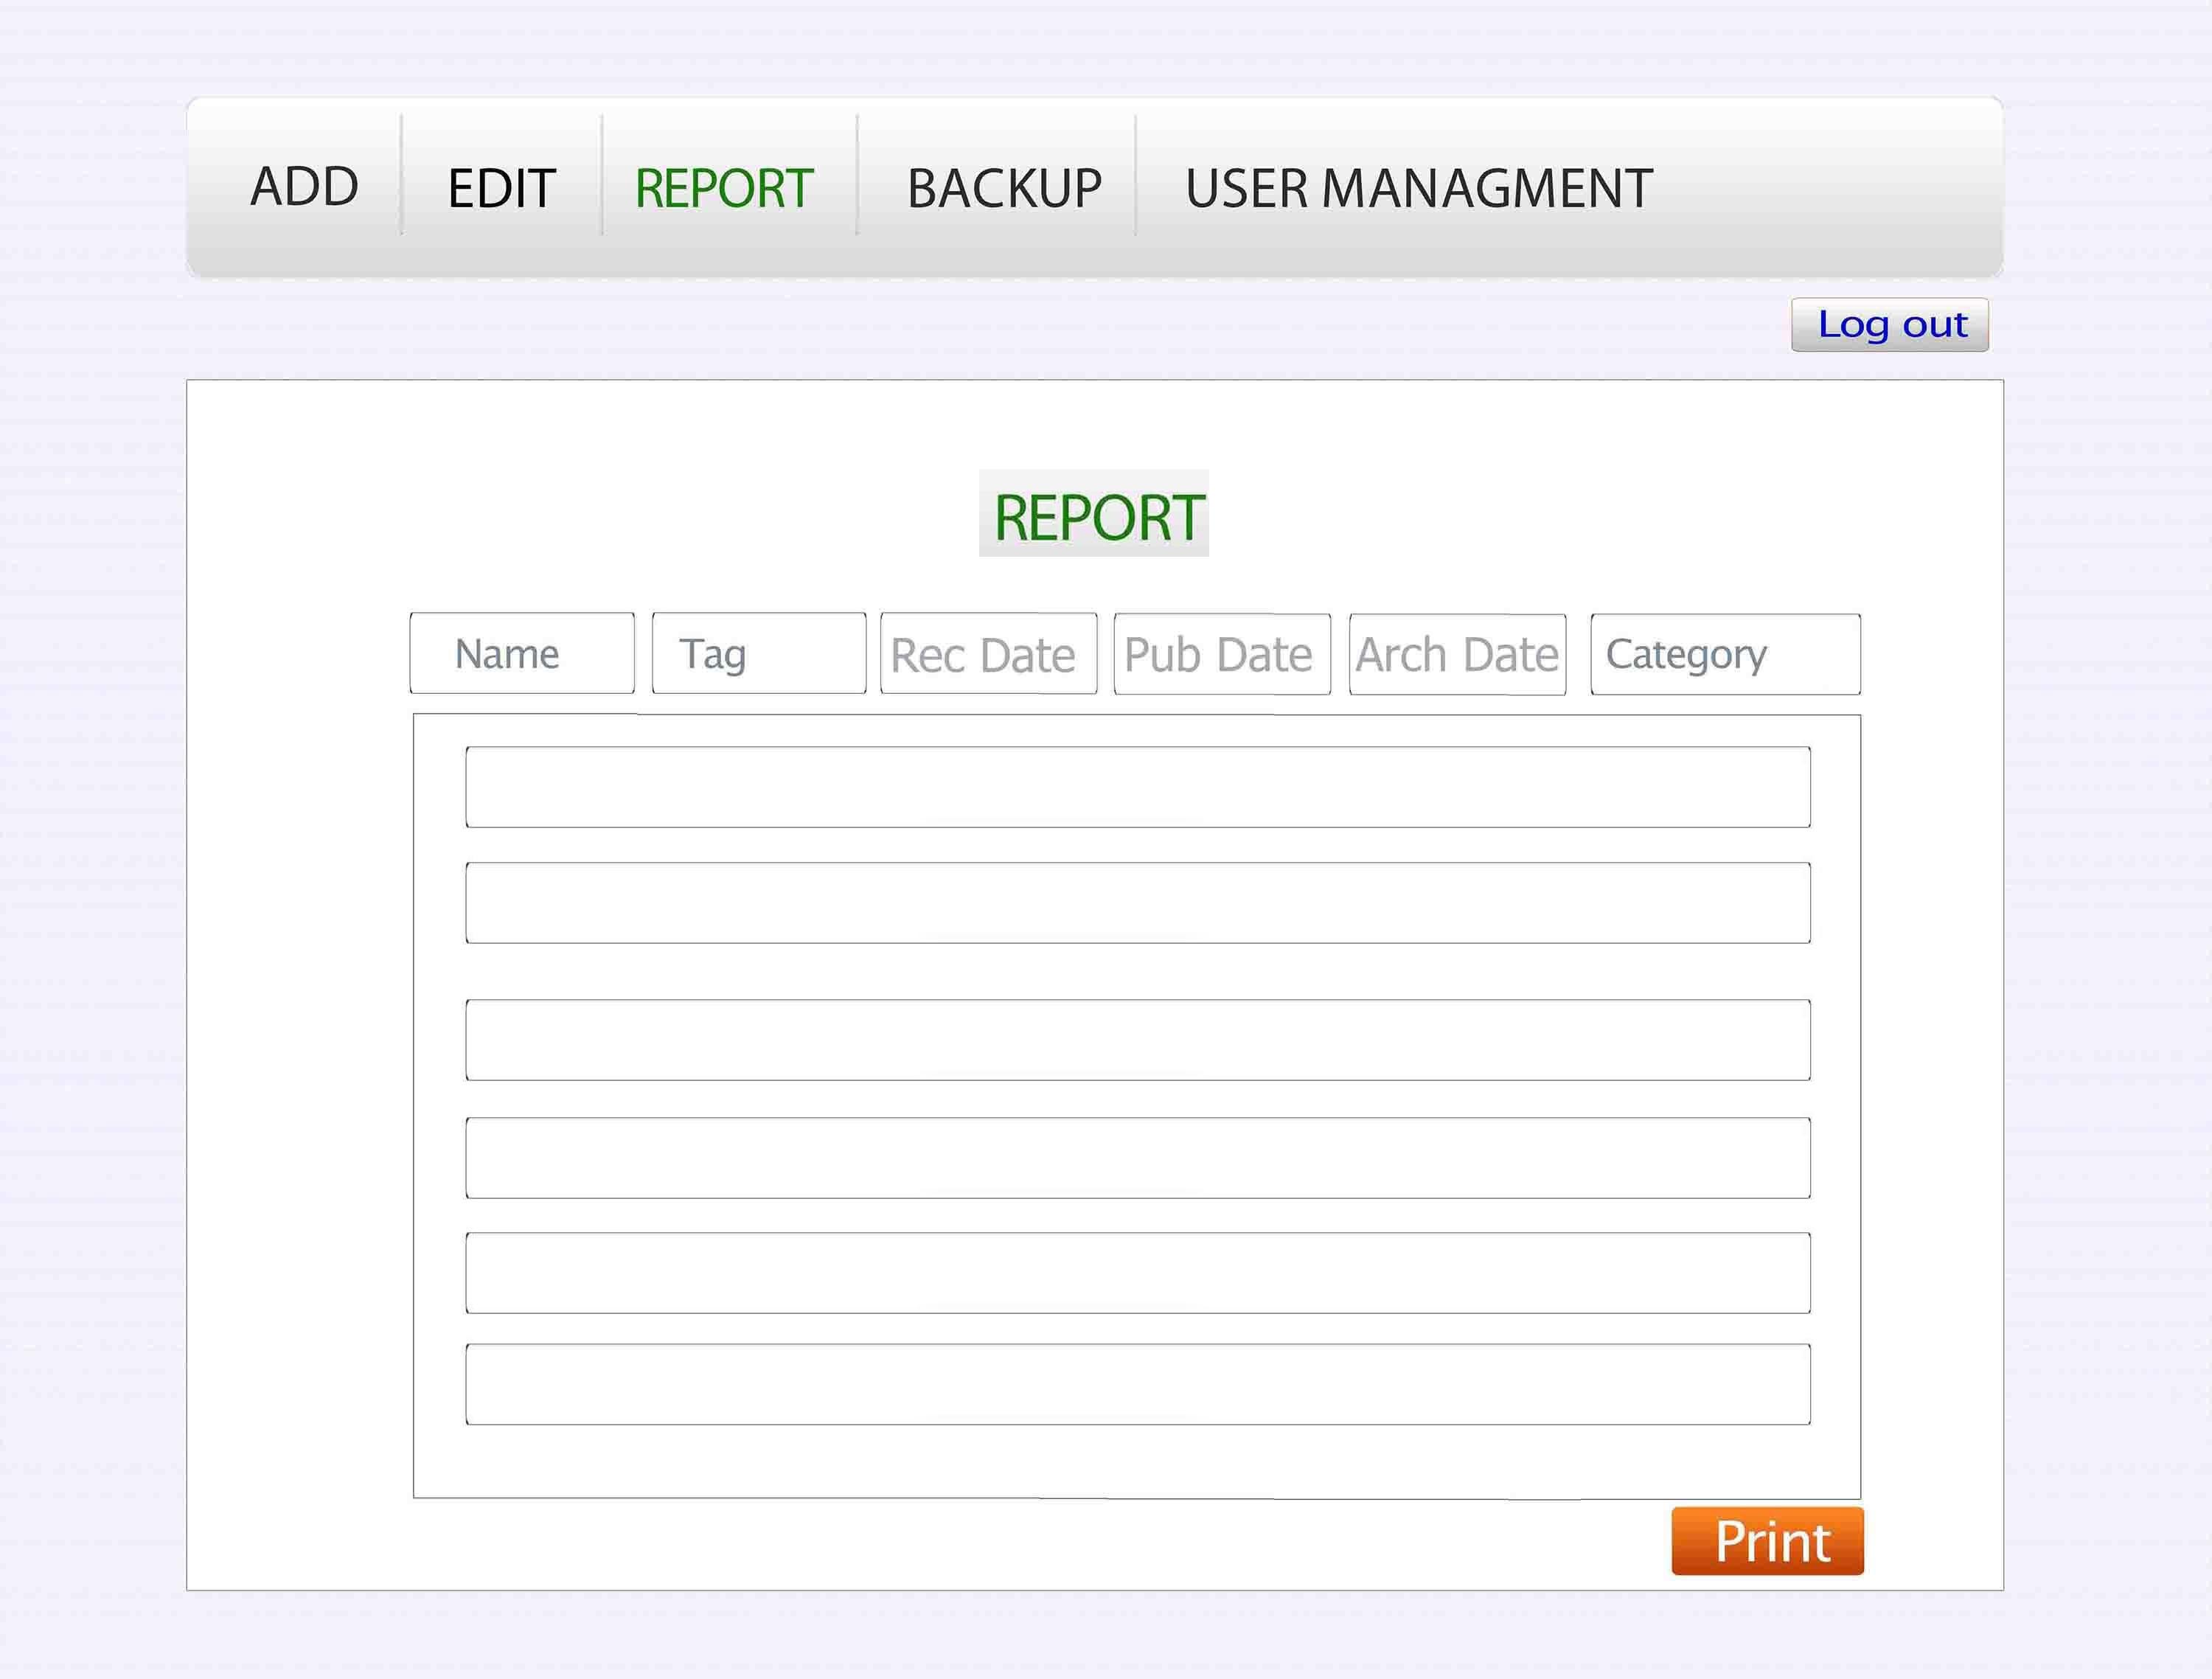 ADD EDIT REPORT BACKUP USER MANAGMENT
Log out
REPORT
Name Tag Rec Date Pub Date Arch Date Category
Print